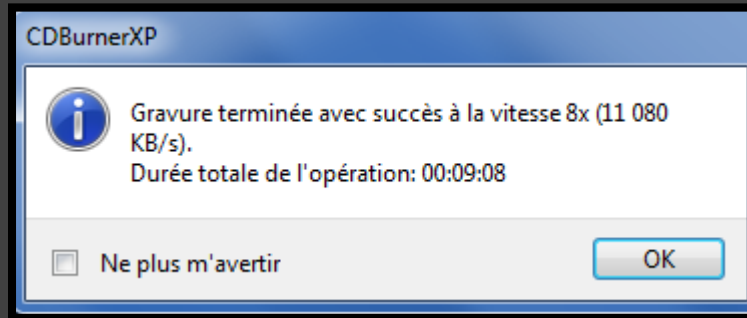 CDBurnerXP
Gravure terminée avec succès à la vitesse 8x (11 080
KB/s).
Durée totale de l'opération: 00:09:08
Ne plus m'avertir
OK